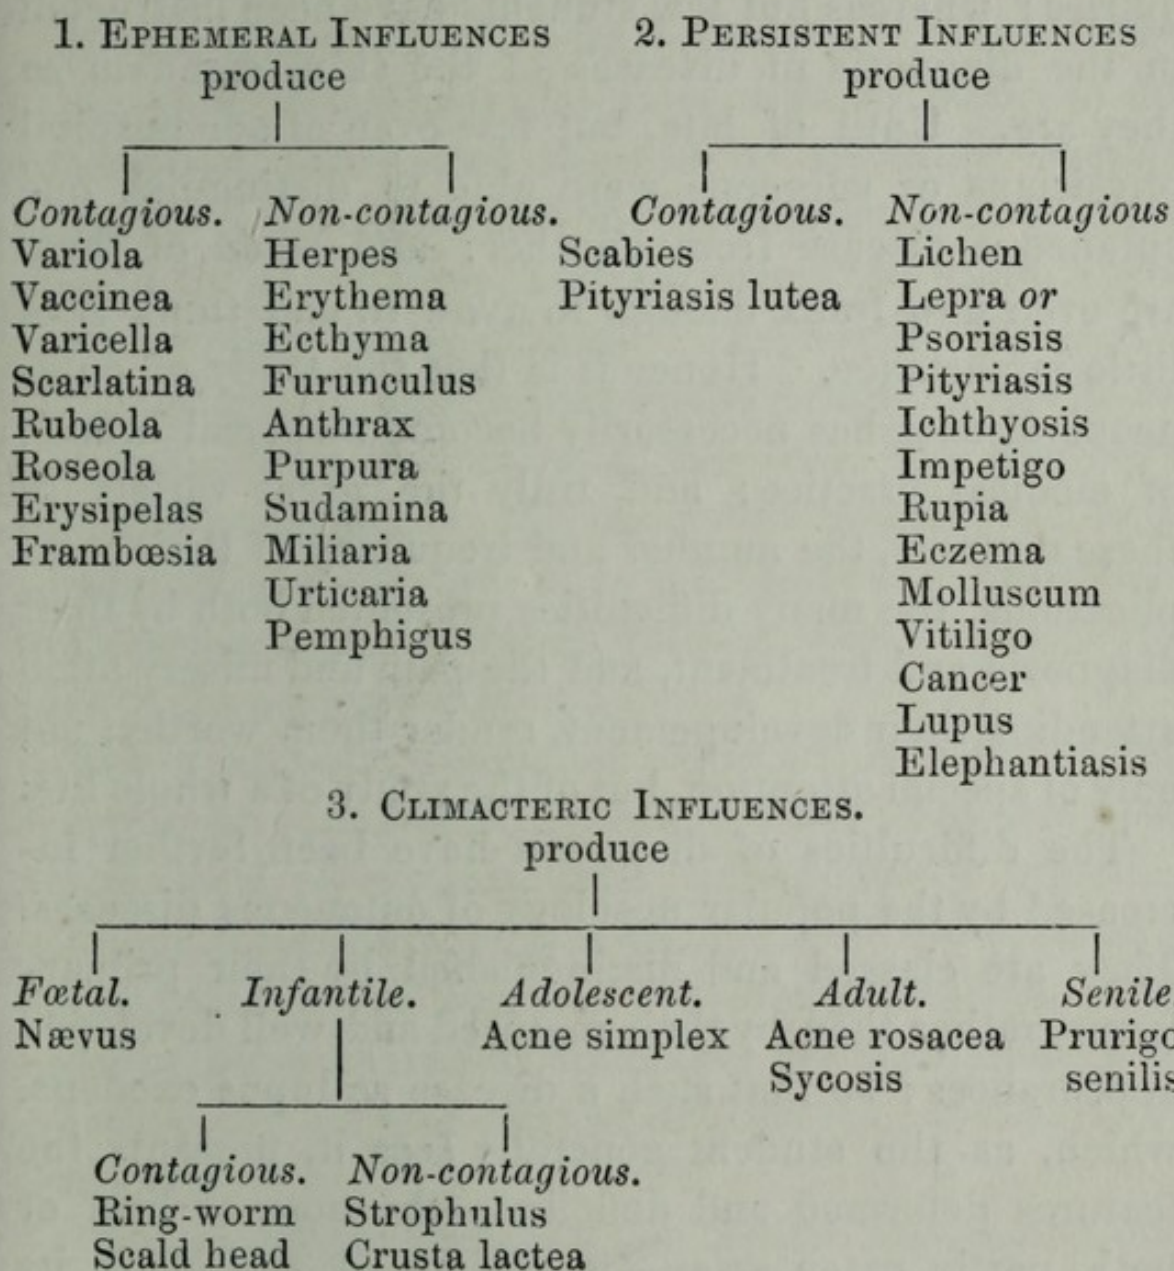 1. EPHEMERAL INFLUENCES
produce
Contagious.
Variola
Vaccinea
Varicella
Scarlatina
Rubeola
Roseola
Erysipelas
Frambœsia
Non-contagious.
Herpes
Erythema
Ecthyma
Furunculus
Anthrax
Purpura
Sudamina
Miliaria
Urticaria
Pemphigus
2. PERSISTENT INFLUENCES
produce
Contagious.
Scabies
Pityriasis lutea
Non-contagious
Lichen
Lepra or
Psoriasis
Pityriasis
Ichthyosis
Impetigo
Rupia
Eczema
Molluscum
Vitiligo
Cancer
Lupus
Elephantiasis
3. CLIMACTERIC INFLUENCES.
produce
Fœtal.
Nævus
Infantile.
Contagious.
Ring-worm
Scald head
Non-contagious.
Strophulus
Crusta lactea
Adolescent.
Acne simplex
Adult.
Acne rosacea
Sycosis
Senile
Prurigo
senilis